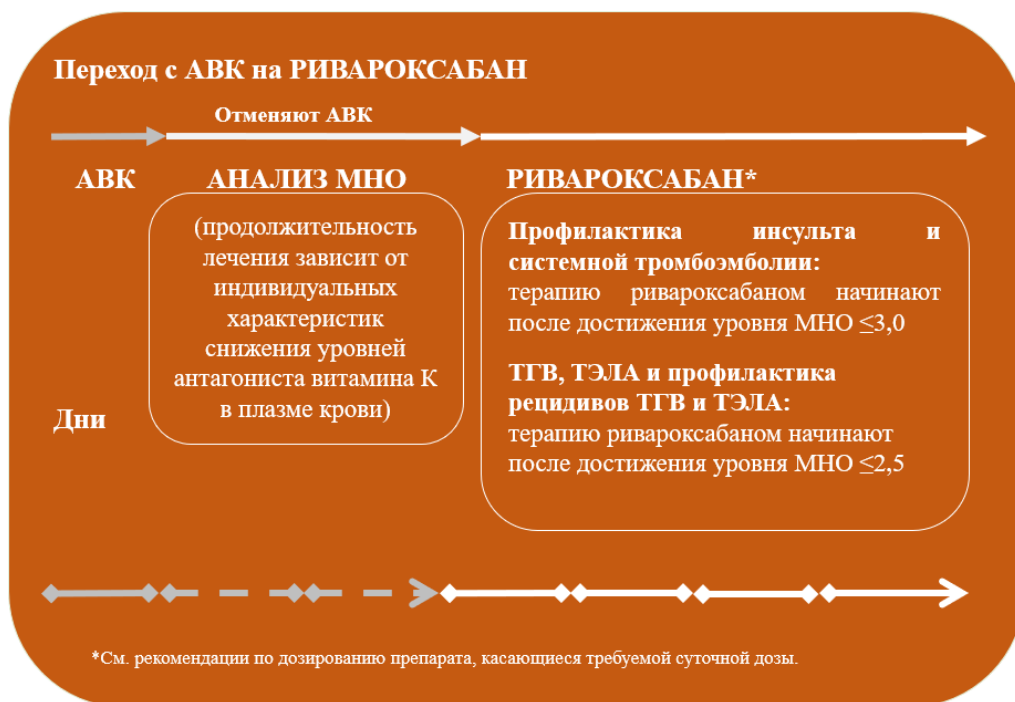 Переход с АВК на РИВАРОКСАБАН
Отменяют АВК
АВК
АНАЛИЗ МНО
РИВАРОКСАБАН*
(продолжительность
лечения зависит от
индивидуальных
характеристик
снижения уровней
антагониста витамина К
в плазме крови)
Профилактика инсульта и
системной тромбоэмболии:
терапию ривароксабаном начинают
после достижения уровня МНО ≤3,0
ТГВ, ТЭЛА и профилактика
рецидивов ТГВ и ТЭЛА:
терапию ривароксабаном начинают
после достижения уровня МНО ≤2,5
Дни
*См. рекомендации по дозированию препарата, касающиеся требуемой суточной дозы.